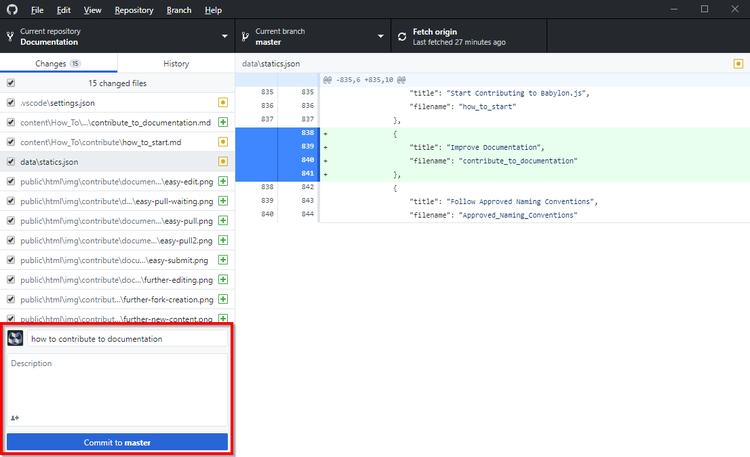 File Edit View Repository Branch Help
Current repository
Documentation
Current branch
master
Fetch origin
Last fetched 27 minutes ago
Changes 15 History
15 changed files
.vscode\settings.json
content\How_To\...\contribute_to_documentation.md
content\How_To\contribute\how_to_start.md
data\statics.json
public\html\img\contribute\documen...\easy-edit.png
public\html\img\contribute\d...\easy-pull-waiting.png
public\html\img\contribute\documen...\easy-pull.png
public\html\img\contribute\docume...\easy-pull2.png
public\html\img\contribute\docu...\easy-submit.png
public\html\img\contribute\doc...\further-editing.png
public\html\img\contribut...\further-fork-creation.png
public\html\img\contrib...\further-new-content.png
how to contribute to documentation
Description
Commit to master
data\statics.json
@@ -835,6 +835,10 @@
835 835 "title": "Start Contributing to Babylon.js",
836 836 "filename": "how_to_start"
837 837 },
838 + {
839 + "title": "Improve Documentation",
840 + "filename": "contribute_to_documentation"
841 + },
838 842 {
839 843 "title": "Follow Approved Naming Conventions",
840 844 "filename": "Approved_Naming_Conventions"